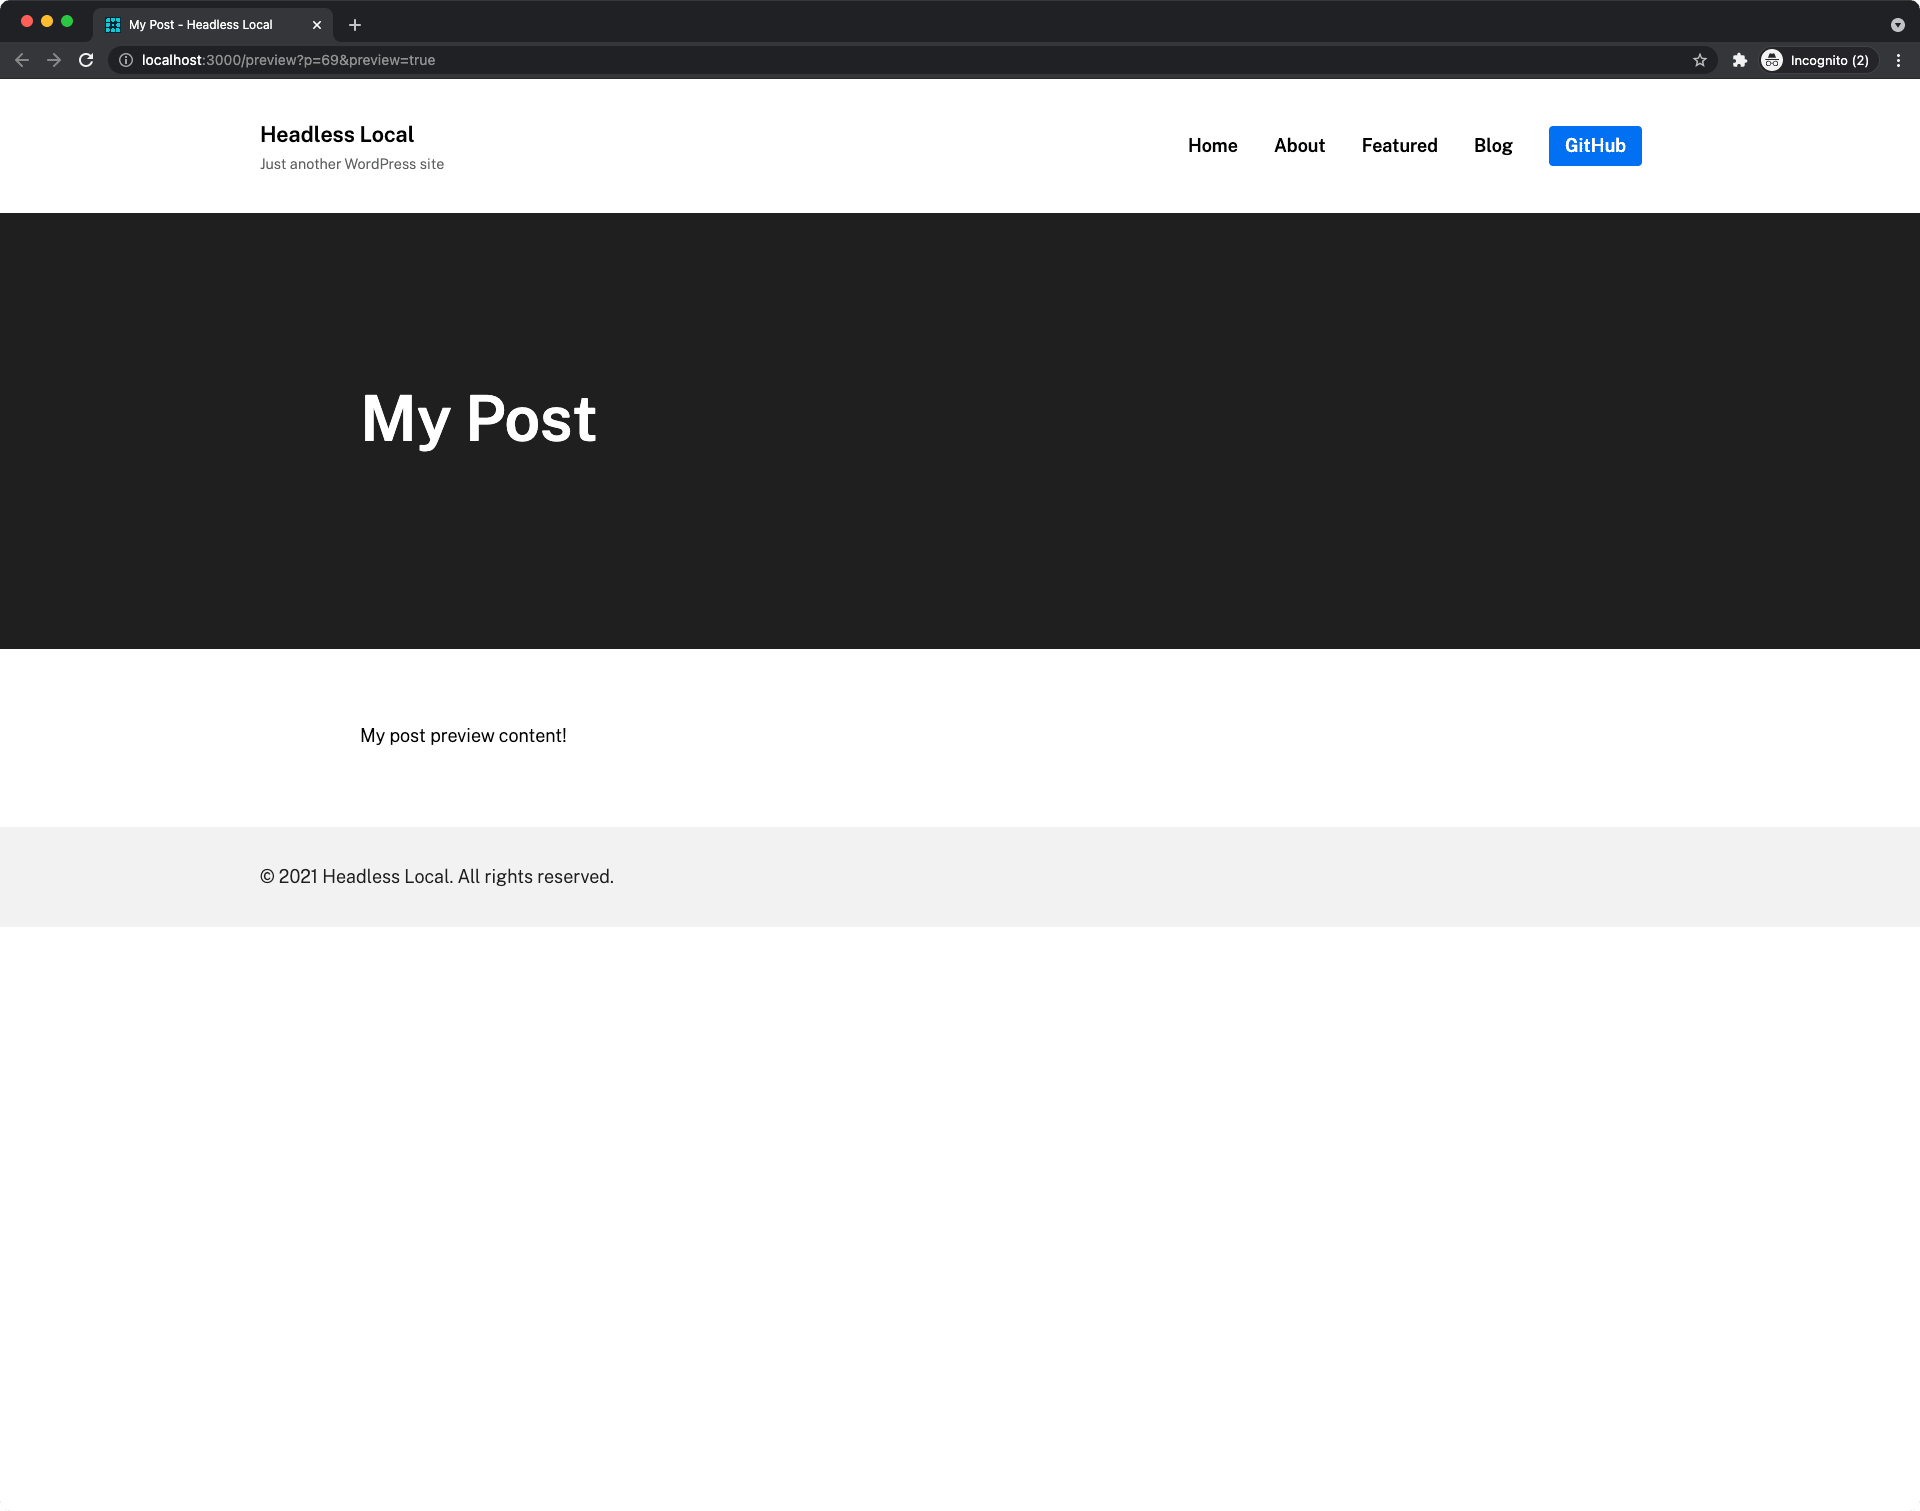 My Post - Headless Local
localhost:3000/preview?p=69&preview=true
Incognito (2)
Headless Local
Just another WordPress site
Home About Featured Blog GitHub
My Post
My post preview content!
© 2021 Headless Local. All rights reserved.